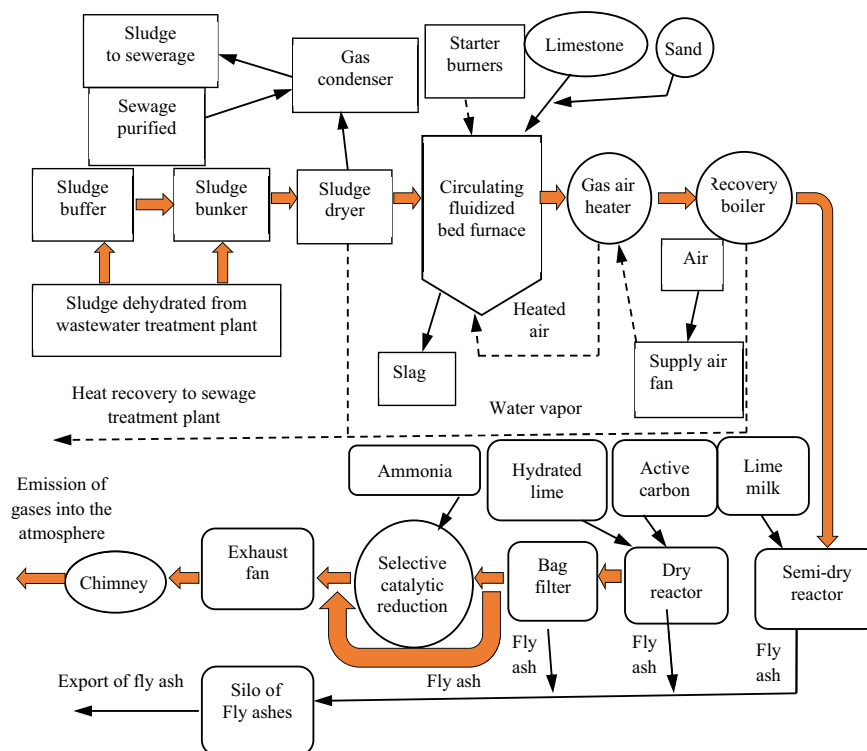 Sludge
to sewerage
Gas
condenser
Starter
burners
Limestone
Sand
Sewage
purified
Sludge
buffer
Sludge
bunker
Sludge
dryer
Circulating
fluidized
bed furnace
Gas air
heater
Recovery
boiler
Air
Sludge dehydrated from
wastewater treatment plant
Heated
air
Slag
Supply air
fan
Heat recovery to sewage
treatment plant
Water vapor
Ammonia
Hydrated
lime
Active
carbon
Lime
milk
Emission of
gases into the
atmosphere
Chimney
Exhaust
fan
Selective
catalytic
reduction
Bag
filter
Dry
reactor
Semi-dry
reactor
Fly
ash
Fly
ash
Fly
ash
Fly ash
Export of fly ash
Silo of
Fly ashes